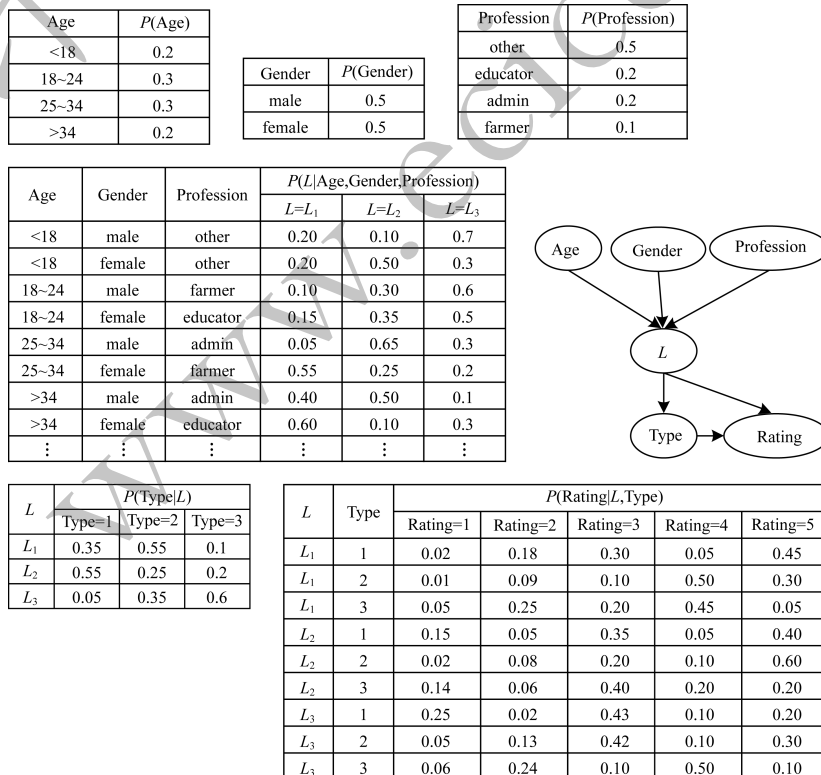 Age P(Age)
<18 0.2
18~24 0.3
25~34 0.3
>34 0.2
Gender P(Gender)
male 0.5
female 0.5
Profession P(Profession)
other 0.5
educator 0.2
admin 0.2
farmer 0.1
Age Gender Profession P(L|Age,Gender,Profession)
L=L1 L=L2 L=L3
<18 male other 0.20 0.10 0.7
<18 female other 0.20 0.50 0.3
18~24 male farmer 0.10 0.30 0.6
18~24 female educator 0.15 0.35 0.5
25~34 male admin 0.05 0.65 0.3
25~34 female farmer 0.55 0.25 0.2
>34 male admin 0.40 0.50 0.1
>34 female educator 0.60 0.10 0.3
⋮ ⋮ ⋮ ⋮ ⋮ ⋮
Age Gender Profession
L
Type Rating
L P(Type|L)
Type=1 Type=2 Type=3
L1 0.35 0.55 0.1
L2 0.55 0.25 0.2
L3 0.05 0.35 0.6
L Type P(Rating|L,Type)
Rating=1 Rating=2 Rating=3 Rating=4 Rating=5
L1 1 0.02 0.18 0.30 0.05 0.45
L1 2 0.01 0.09 0.10 0.50 0.30
L1 3 0.05 0.25 0.20 0.45 0.05
L2 1 0.15 0.05 0.35 0.05 0.40
L2 2 0.02 0.08 0.20 0.10 0.60
L2 3 0.14 0.06 0.40 0.20 0.20
L3 1 0.25 0.02 0.43 0.10 0.20
L3 2 0.05 0.13 0.42 0.10 0.30
L3 3 0.06 0.24 0.10 0.50 0.10
www.ecic